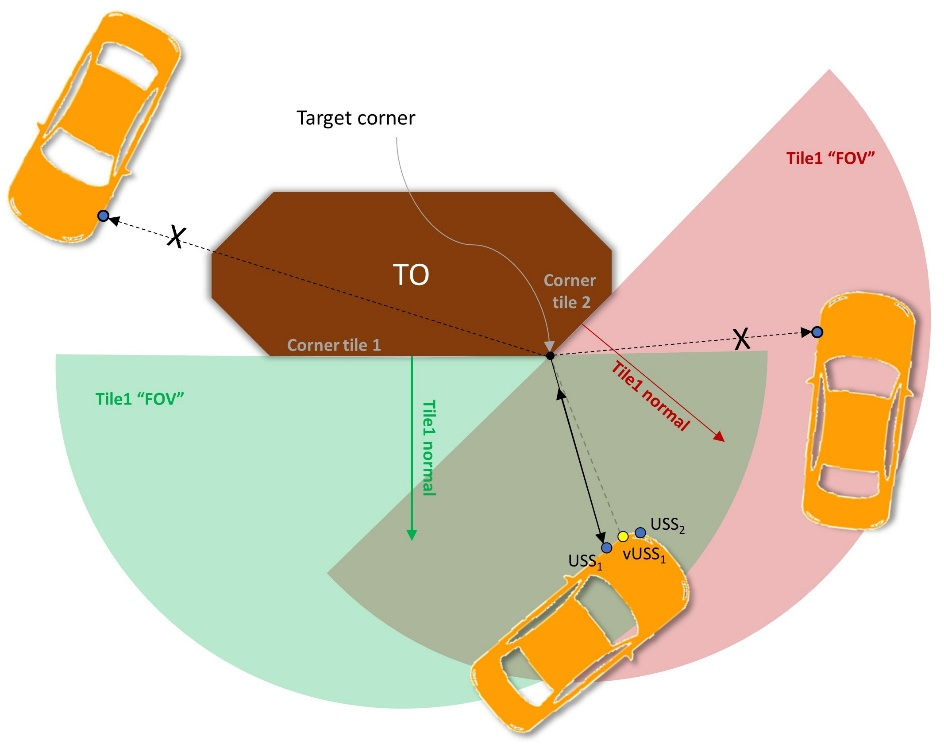 Target corner
Tile1 “FOV”
X
TO
Corner
tile 2
Corner tile 1
X
Tile1 “FOV”
Tile1 normal
Tile1 normal
USS2
vUSS1
USS1